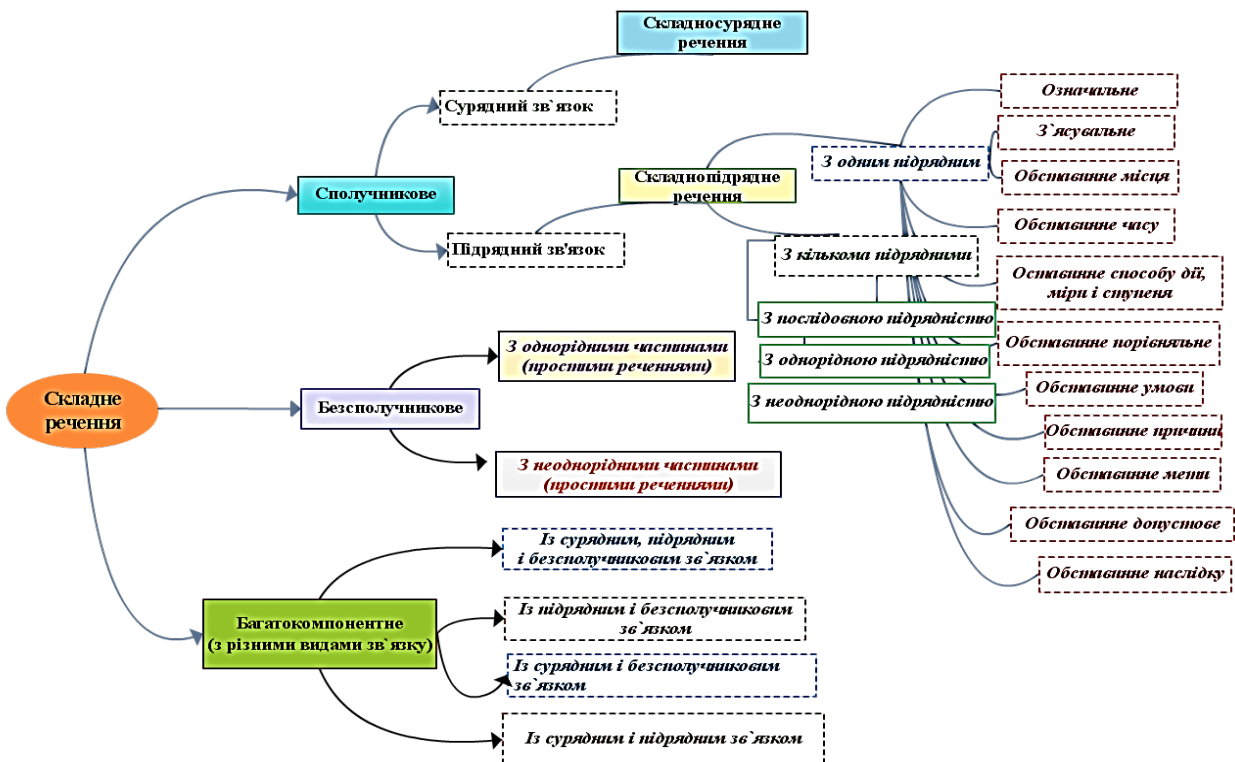 Складносурядне
речення
Сурядний зв`язок
Сполучникове
Підрядний зв'язок
Складнопідрядне
речення
З одним підрядним
Означальне
З`ясувальне
Обставинне місця
Обставинне часу
Оставинне способу дії,
міри і ступеня
Обставинне порівняльне
Обставинне умови
Обставинне причини
Обставинне мети
Обставинне допустове
Обставинне наслідку
З кількома підрядними
З послідовною підрядністю
З однорідною підрядністю
З неоднорідною підрядністю
Складне
речення
Безсполучникове
З однорідними частинами
(простими реченнями)
З неоднорідними частинами
(простими реченнями)
Багатокомпонентне
(з різними видами зв`язку)
Із сурядним, підрядним
і безсполучниковим зв`язком
Із підрядним і безсполучниковим
зв`язком
Із сурядним і безсполучниковим
зв`язком
Із сурядним і підрядним зв`язком